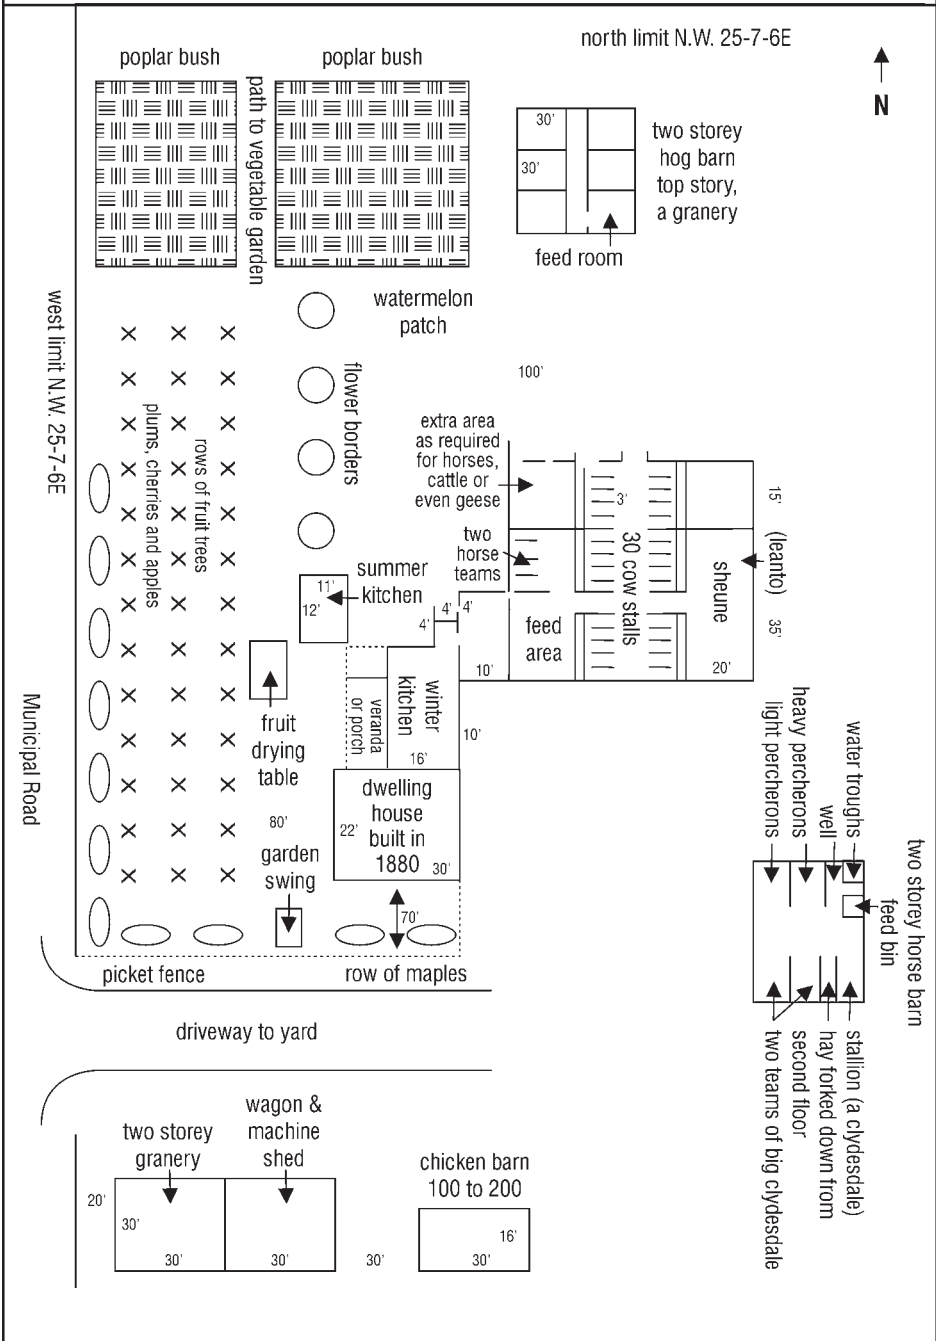 north limit N.W. 25-7-6E
N
poplar bush
poplar bush
path to vegetable garden
30'
30'
two storey
hog barn
top story,
a granery
feed room
west limit N.W. 25-7-6E
watermelon
patch
flower borders
100'
plums, cherries and apples
rows of fruit trees
extra area
as required
for horses,
cattle or
even geese
3'
15'
two
horse
teams
30 cow stalls
sheune
(leanto)
summer
kitchen
11'
12'
4'
4'
4'
feed
area
35'
10'
20'
Municipal Road
fruit
drying
table
veranda
or porch
winter
kitchen
10'
16'
dwelling
house
built in
1880
22'
30'
80'
garden
swing
70'
light percherons
heavy percherons
well
water troughs
feed bin
two storey horse barn
picket fence
row of maples
driveway to yard
two teams of big clydesdale
second floor
hay forked down from
stallion (a clydesdale)
two storey
granery
wagon &
machine
shed
chicken barn
100 to 200
20'
30'
30'
30'
30'
16'
30'